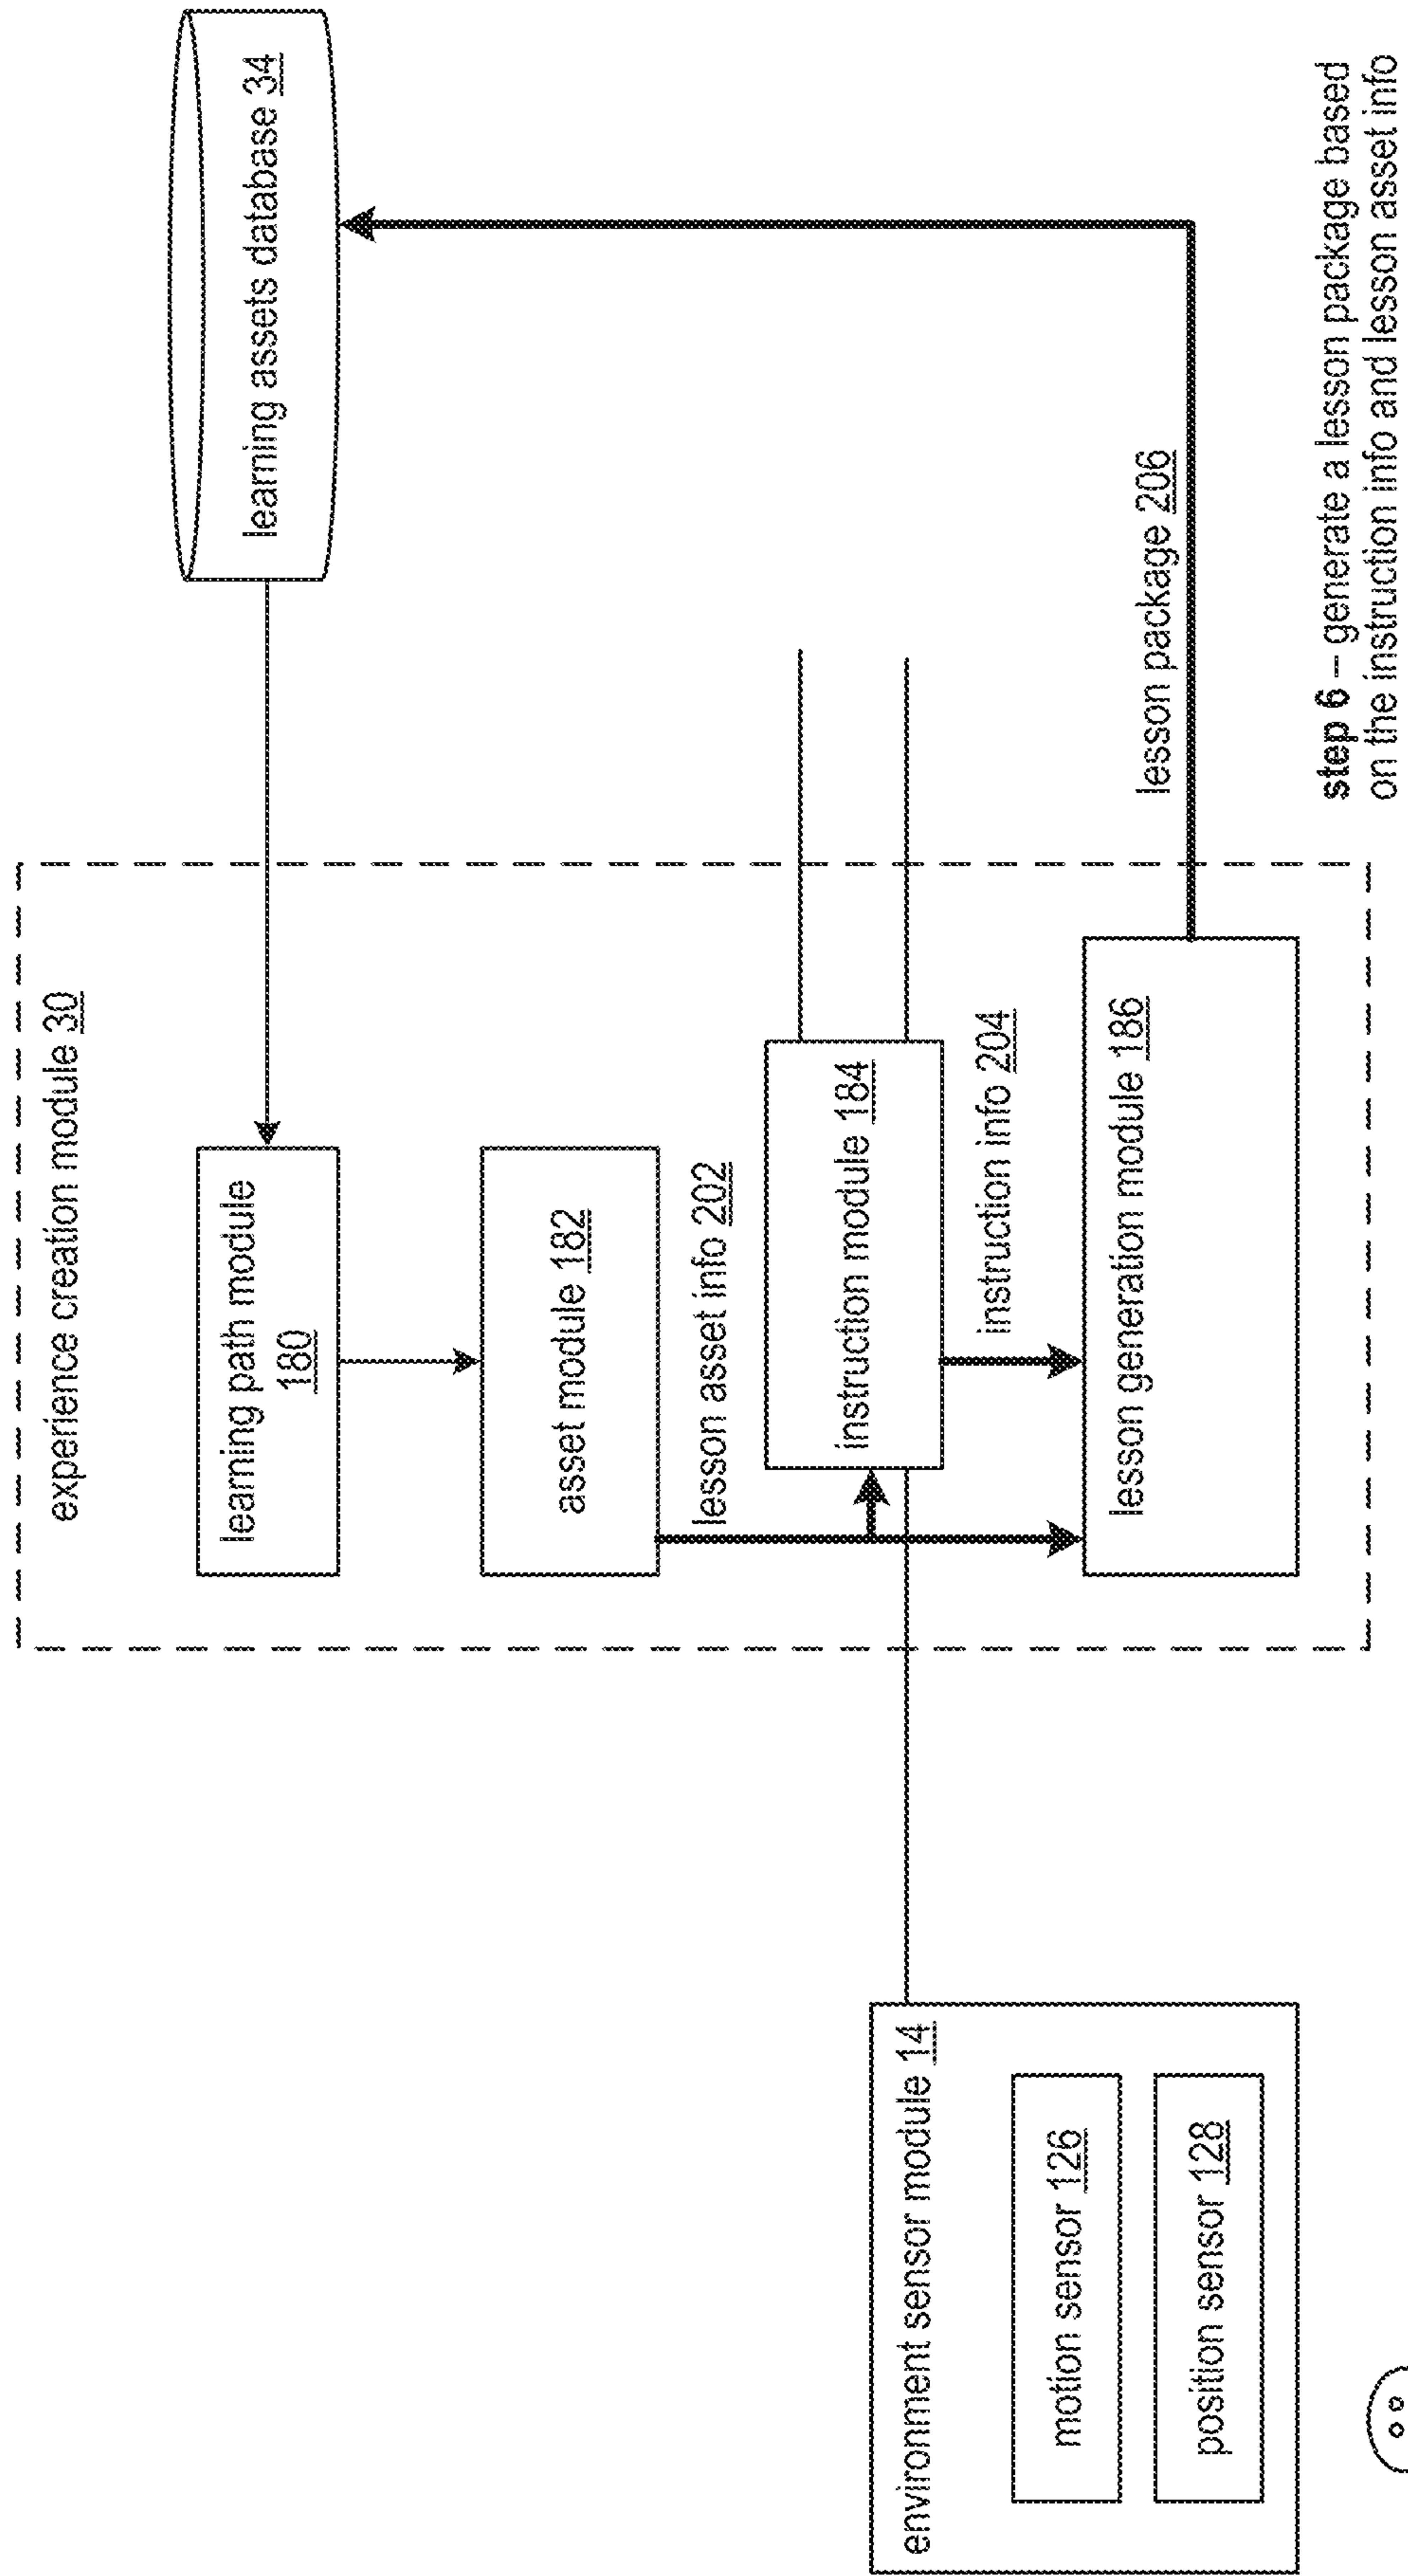 experience creation module 30
learning assets database 34
learning path module
180
asset module 182
lesson asset info 202
instruction module 184
instruction info 204
lesson package 206
lesson generation module 186
environment sensor module 14
motion sensor 126
position sensor 128
step 6 – generate a lesson package based
on the instruction info and lesson asset info